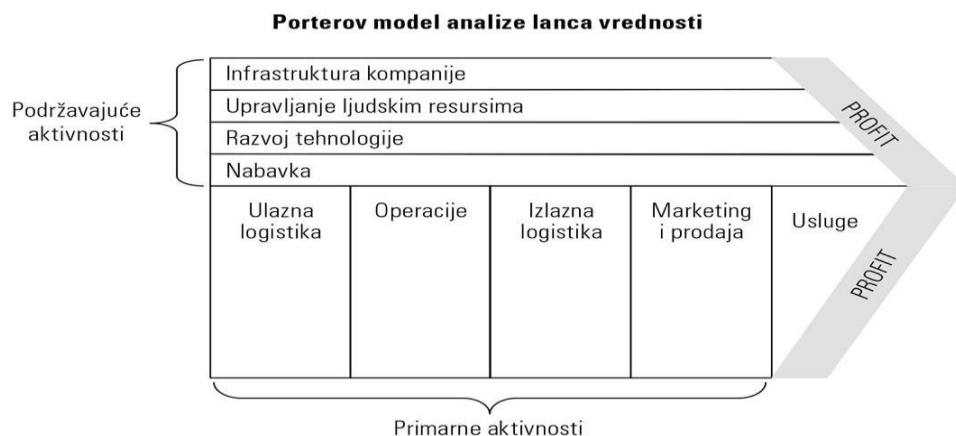 Porterov model analize lanca vrednosti
Podržavajuće
aktivnosti
Infrastruktura kompanije
Upravljanje ljudskim resursima
Razvoj tehnologije
Nabavka
PROFIT
Ulazna
logistika
Operacije
Izlazna
logistika
Marketing
i prodaja
Usluge
PROFIT
Primarne aktivnosti